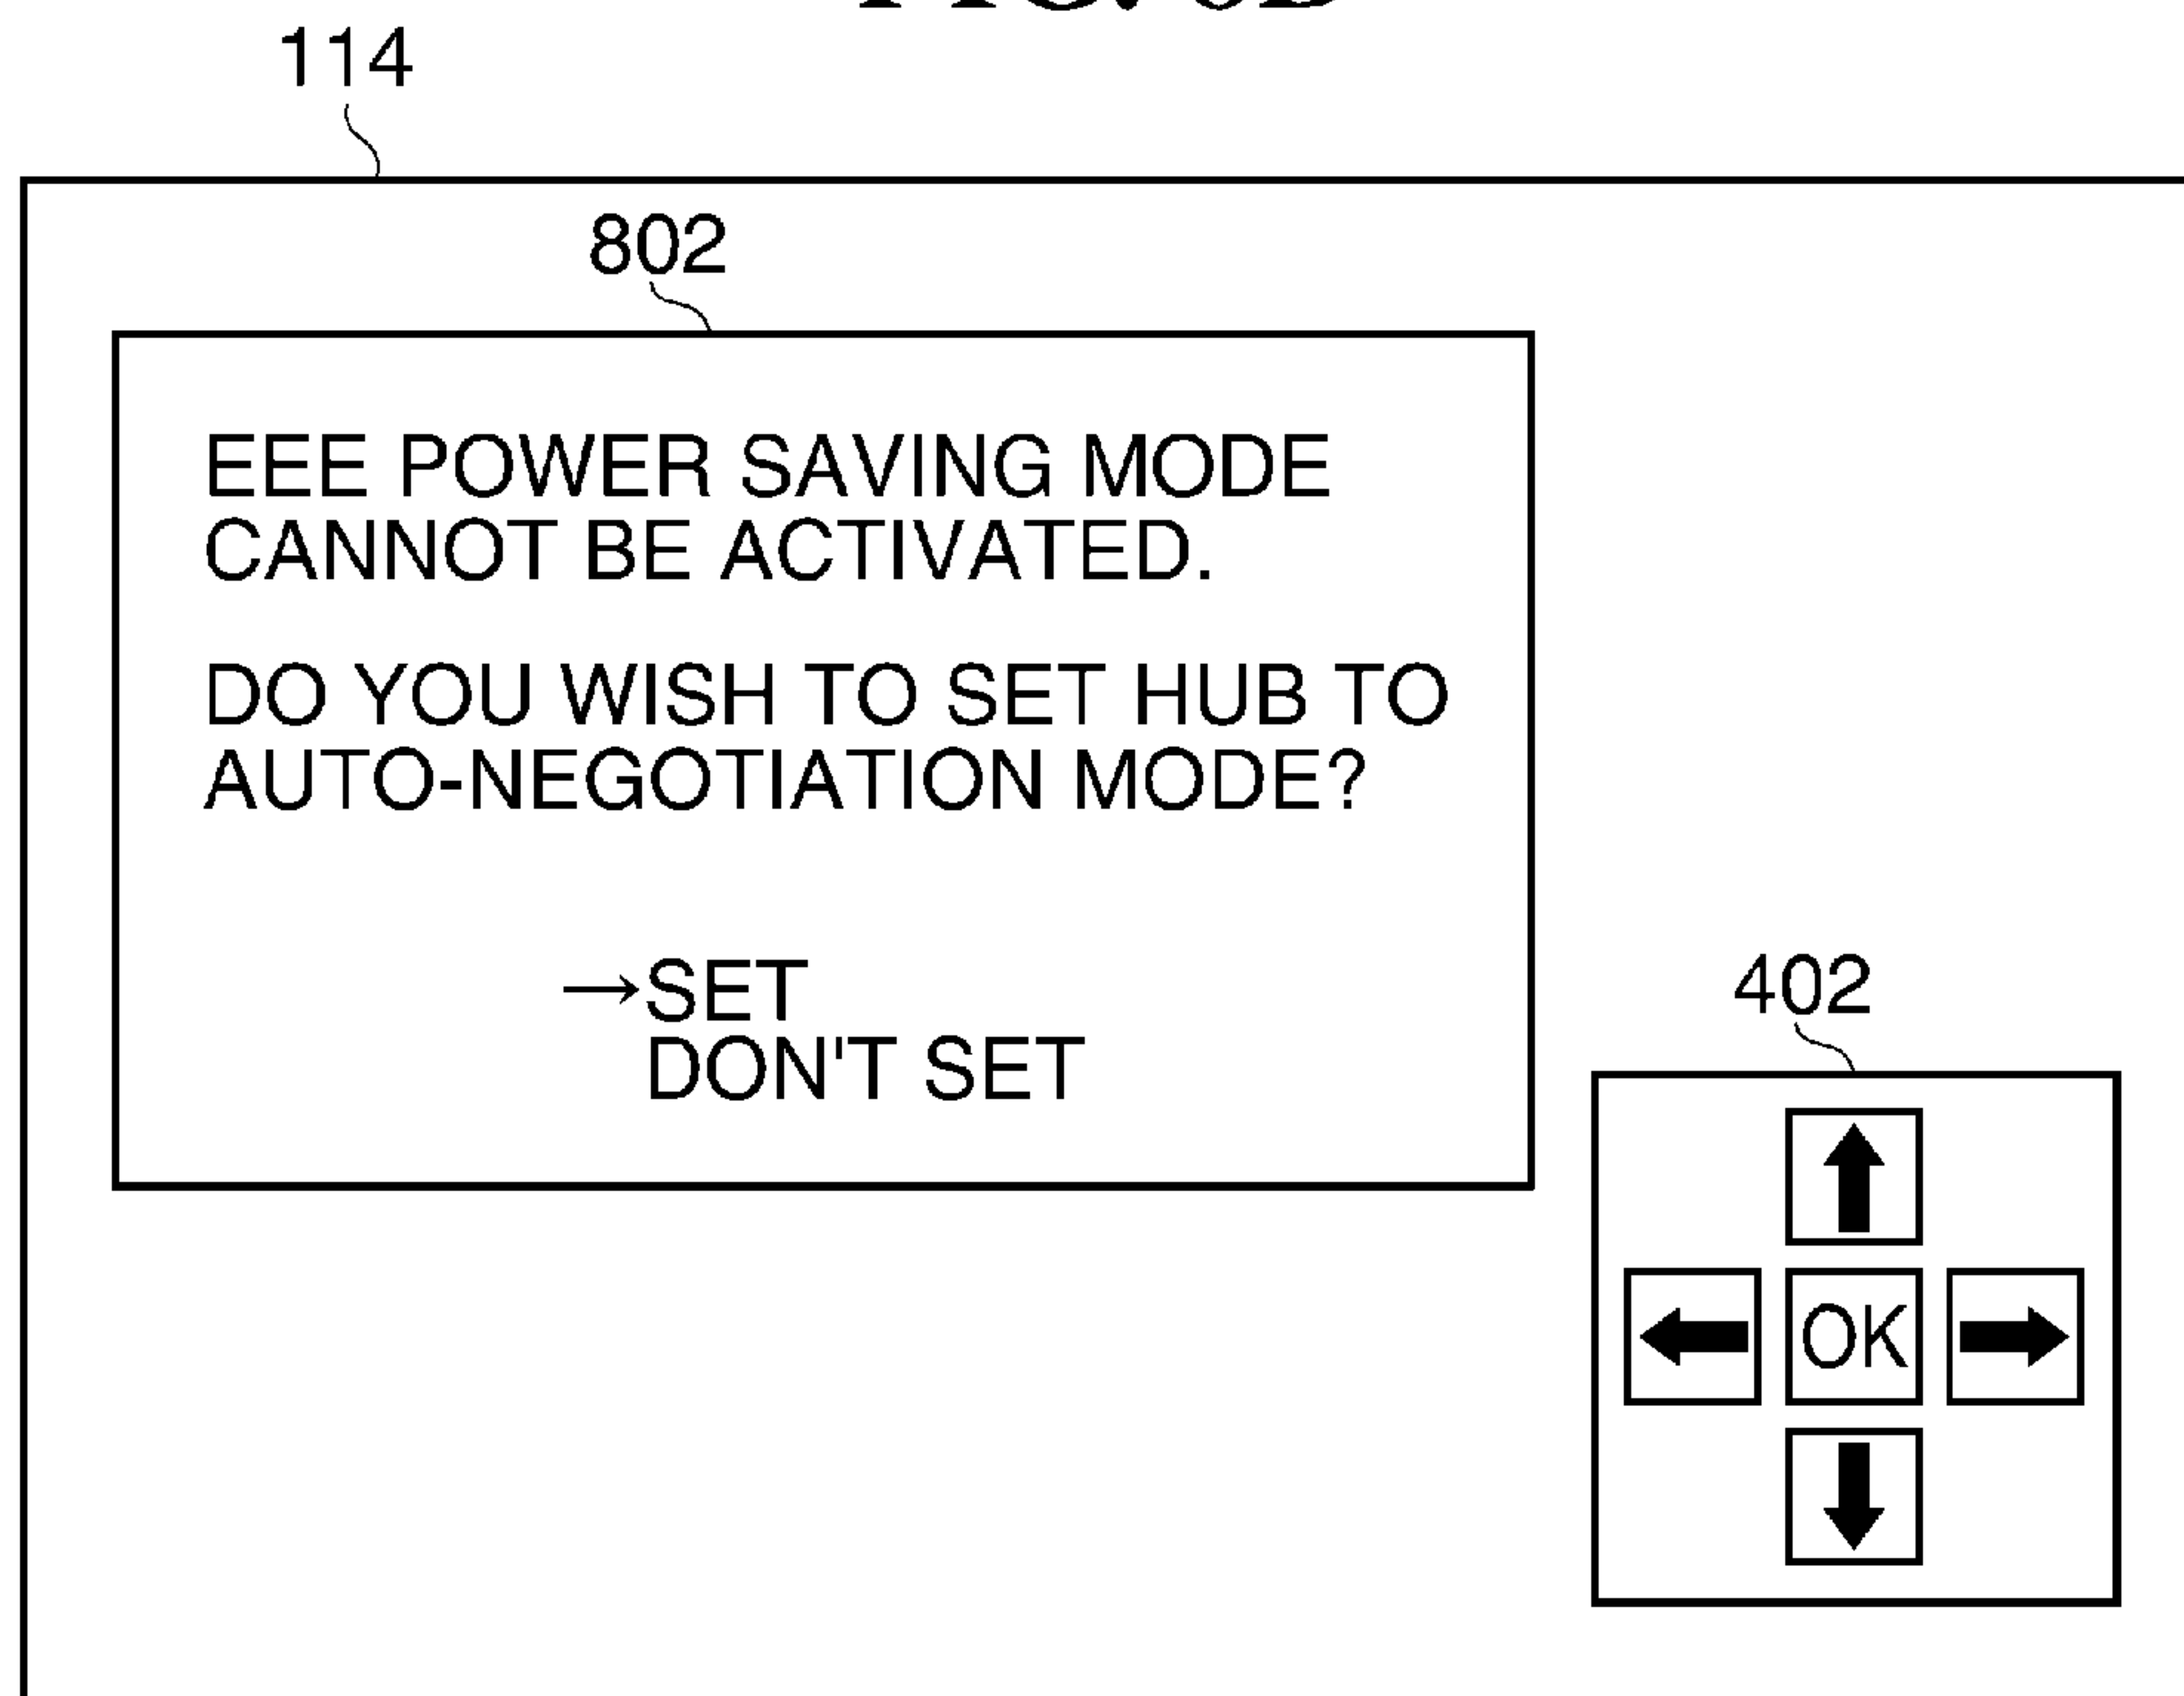 114
802
EEE POWER SAVING MODE
CANNOT BE ACTIVATED.
DO YOU WISH TO SET HUB TO
AUTO-NEGOTIATION MODE?
→SET
DON'T SET
402
OK